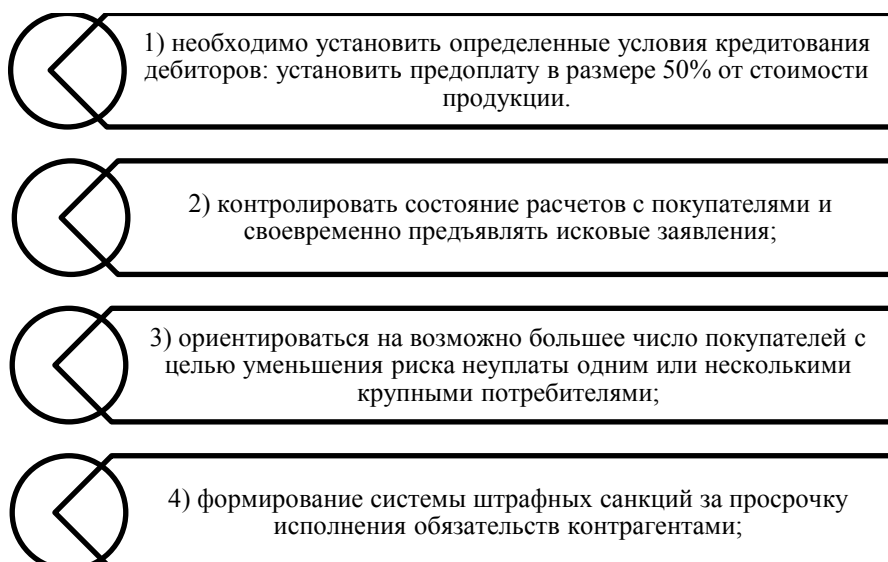 1) необходимо установить определенные условия кредитования
дебиторов: установить предоплату в размере 50% от стоимости
продукции.
2) контролировать состояние расчетов с покупателями и
своевременно предъявлять исковые заявления;
3) ориентироваться на возможно большее число покупателей с
целью уменьшения риска неуплаты одним или несколькими
крупными потребителями;
4) формирование системы штрафных санкций за просрочку
исполнения обязательств контрагентами;